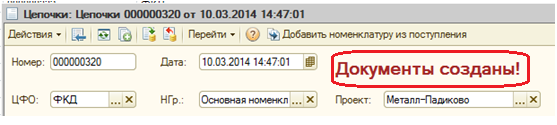 Цепочки: Цепочки 000000320 от 10.03.2014 14:47:01
Действия Перейти Добавить номенклатуру из поступления
Номер: 000000320 Дата: 10.03.2014 14:47:01 Документы созданы!
ЦФО: ФКД ... x НГр.: Основная номенкл ... x Проект: Металл-Падиково ... x